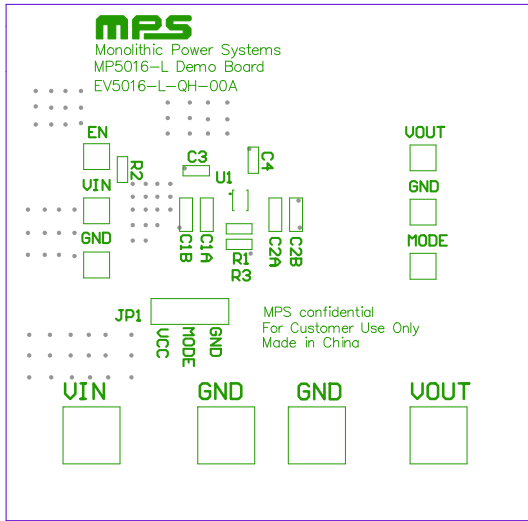 mps
Monolithic Power Systems
MP5016-L Demo Board
EV5016-L-QH-00A
EN
VOUT
R2
C3
C4
U1
VIN
GND
C1B
C1A
C2A
C2B
GND
MODE
R1
R3
JP1
VCC
MODE
GND
MPS confidential
For Customer Use Only
Made in China
VIN
GND
GND
VOUT